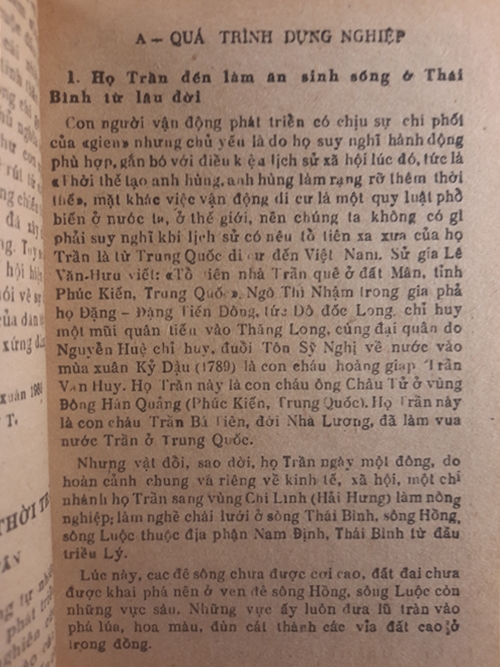 A — QUÁ TRÌNH DỰNG NGHIỆP
1. Họ Trần đến làm ăn sinh sống ở Thái
Bình từ lâu đời
Con người vận động phát triển có chịu sự chi phối
của «gien» nhưng chủ yếu là do họ suy nghĩ hành động
phù hợp, gắn bó với điều kiện lịch sử xã hội lúc đó, tức là
«Thời thế tạo anh hùng, anh hùng làm rạng rỡ thêm thời
thế», mặt khác việc vận động di cư là một quy luật phổ
biến ở nước ta, ở thế giới, nên chúng ta không có gì
phải suy nghĩ khi lịch sử có nêu tổ tiên xa xưa của họ
Trần là từ Trung Quốc di cư đến Việt Nam. Sử gia Lê
Văn-Hưu viết: «Tổ tiên nhà Trần quê ở đất Mân, tỉnh
Phúc Kiến, Trung Quốc», Ngô Thì Nhậm trong gia phả
họ Đặng - Đặng Tiến Đông, tức Đô đốc Long, chỉ huy
một mũi quân tiến vào Thăng Long, cùng đại quân do
Nguyễn Huệ chỉ huy, đuổi Tôn Sỹ Nghị về nước vào
mùa xuân Kỷ Dậu (1789) là con cháu hoàng giáp Trần
Văn Huy. Họ Trần này là con cháu ông Châu Tử ở vùng
Đông Hán Quảng (Phúc Kiến, Trung Quốc). Họ Trần này
là con cháu Trần Bá Tiên, đời Nhà Lương, đã làm vua
nước Trần ở Trung Quốc.
Nhưng vật đổi, sao dời, họ Trần ngày một đông, do
hoàn cảnh chung và riêng về kinh tế, xã hội, một chi
nhánh họ Trần sang vùng Chí Linh (Hải Hưng) làm nông
nghiệp; làm nghề chài lưới ở sông Thái Bình, sông Hồng,
sông Luộc thuộc địa phận Nam Định, Thái Bình từ đầu
triều Lý.
Lúc này, các đê sông chưa được cơi cao, đất đai chưa
được khai phá nên ở ven đê sông Hồng, sông Luộc còn
những vực sâu. Những vực ấy luôn đưa lũ tràn vào
phá lúa, hoa màu, đùn cát thành các vỉa đất cao ở
trong đồng.